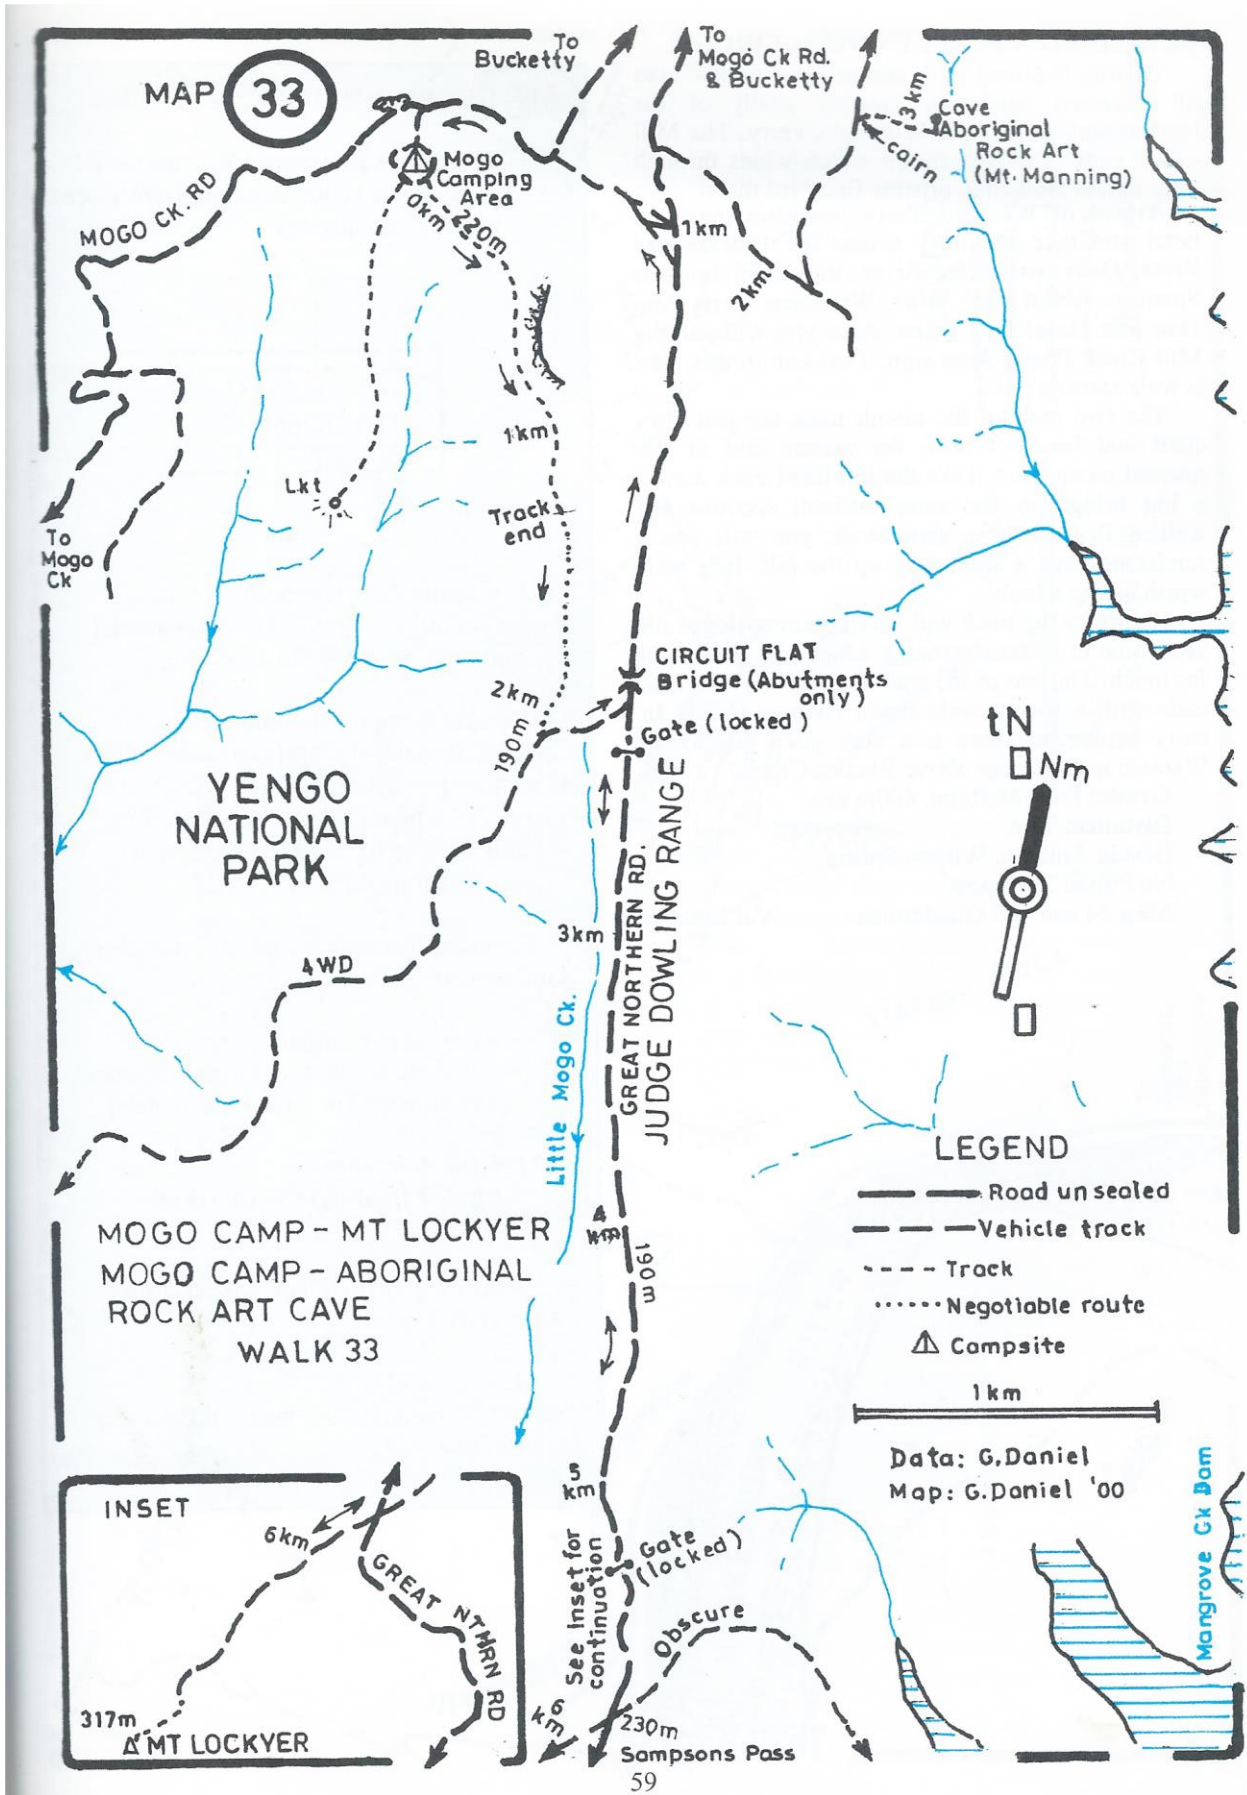 MAP 33
To
Bucketty
To
Mogo Ck Rd.
& Bucketty
3km
Cave
Aboriginal
Rock Art
(Mt. Manning)
cairn
Mogo
Camping
Area
0km
220m
MOGO CK. RD
1km
2km
1km
Lkt
Track
end
To
Mogo
Ck
CIRCUIT FLAT
Bridge (Abutments
only)
Gate (locked)
2km
190m
YENGO
NATIONAL
PARK
tN
Nm
GREAT NORTHERN RD.
JUDGE DOWLING RANGE
3km
4WD
Little Mogo Ck.
LEGEND
Road unsealed
Vehicle track
Track
Negotiable route
Campsite
1km
4
km
190m
MOGO CAMP - MT LOCKYER
MOGO CAMP - ABORIGINAL
ROCK ART CAVE
WALK 33
Data: G.Daniel
Map: G.Daniel '00
Mangrove Ck Dam
5
km
INSET
6km
GREAT NTHRN RD
317m
MT LOCKYER
See Inset for
continuation
Gate
(locked)
Obscure
6
km
230m
Sampsons Pass
59